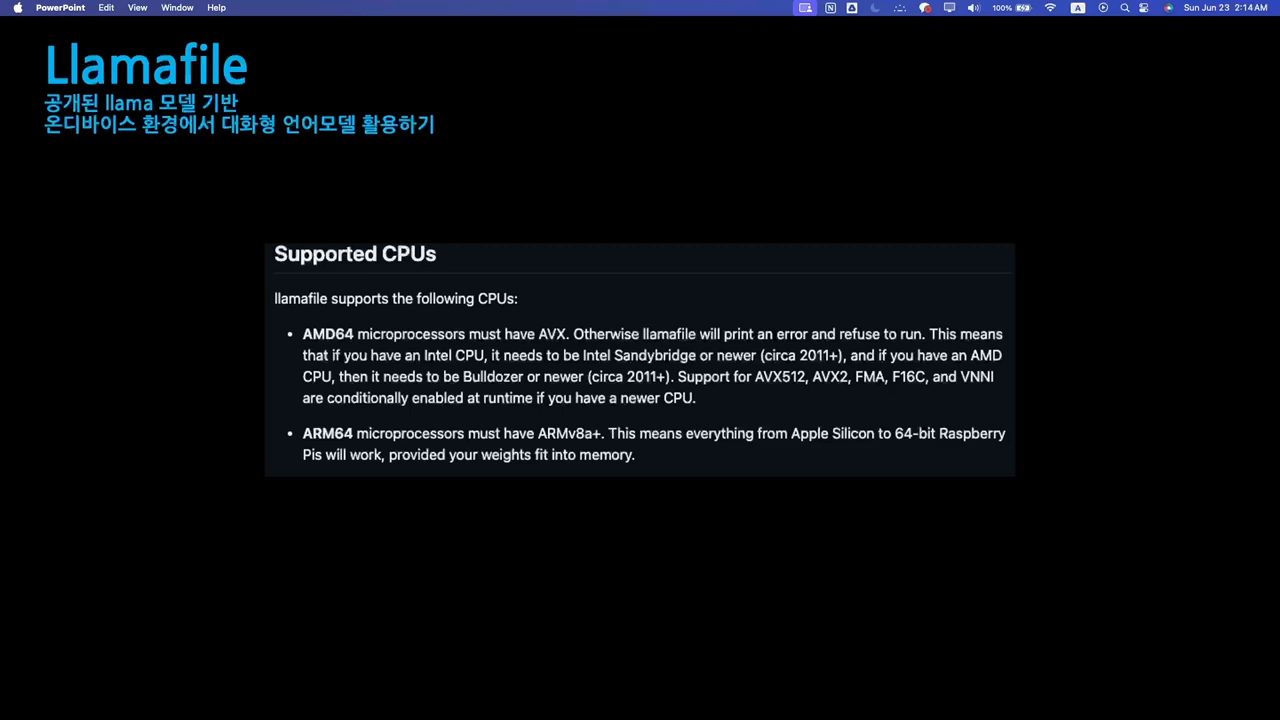 PowerPoint Edit View Window Help 100% A Sun Jun 23 2:14 AM
Llamafile
공개된 llama 모델 기반
온디바이스 환경에서 대화형 언어모델 활용하기
Supported CPUs
llamafile supports the following CPUs:
• AMD64 microprocessors must have AVX. Otherwise llamafile will print an error and refuse to run. This means
that if you have an Intel CPU, it needs to be Intel Sandybridge or newer (circa 2011+), and if you have an AMD
CPU, then it needs to be Bulldozer or newer (circa 2011+). Support for AVX512, AVX2, FMA, F16C, and VNNI
are conditionally enabled at runtime if you have a newer CPU.
• ARM64 microprocessors must have ARMv8a+. This means everything from Apple Silicon to 64-bit Raspberry
Pis will work, provided your weights fit into memory.